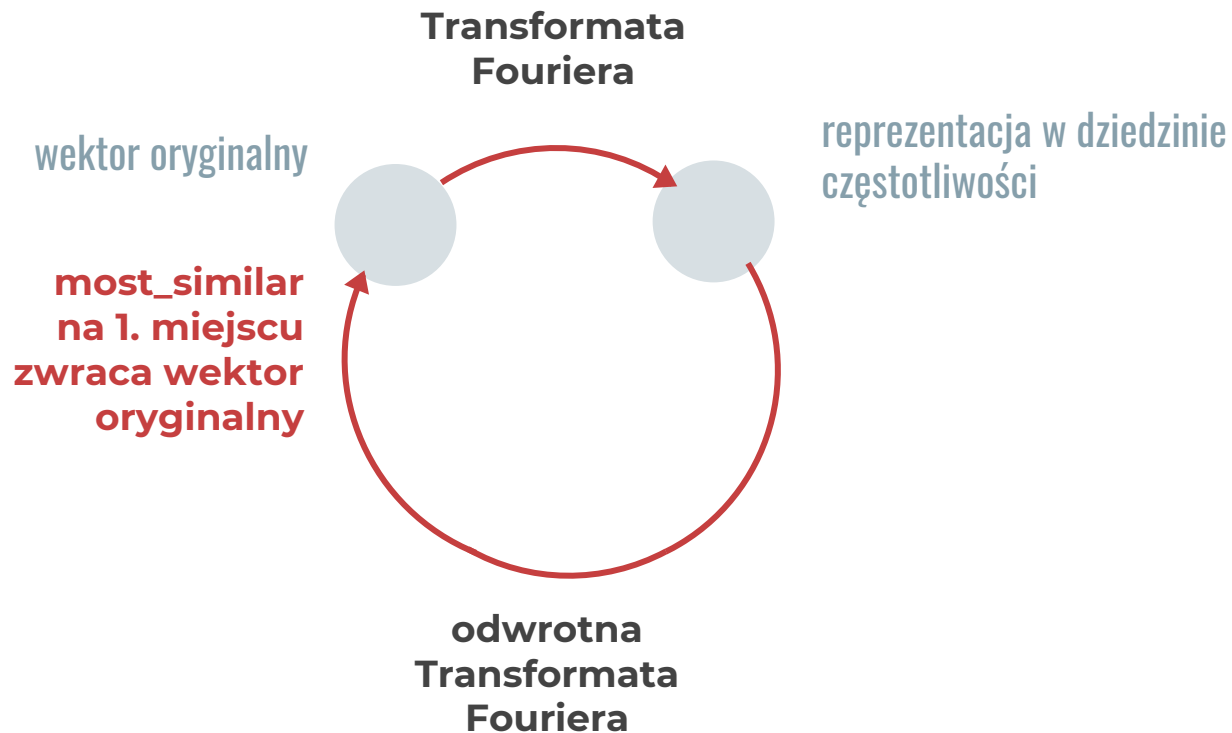 Transformata
Fouriera
wektor oryginalny
reprezentacja w dziedzinie
częstotliwości
most_similar
na 1. miejscu
zwraca wektor
oryginalny
odwrotna
Transformata
Fouriera